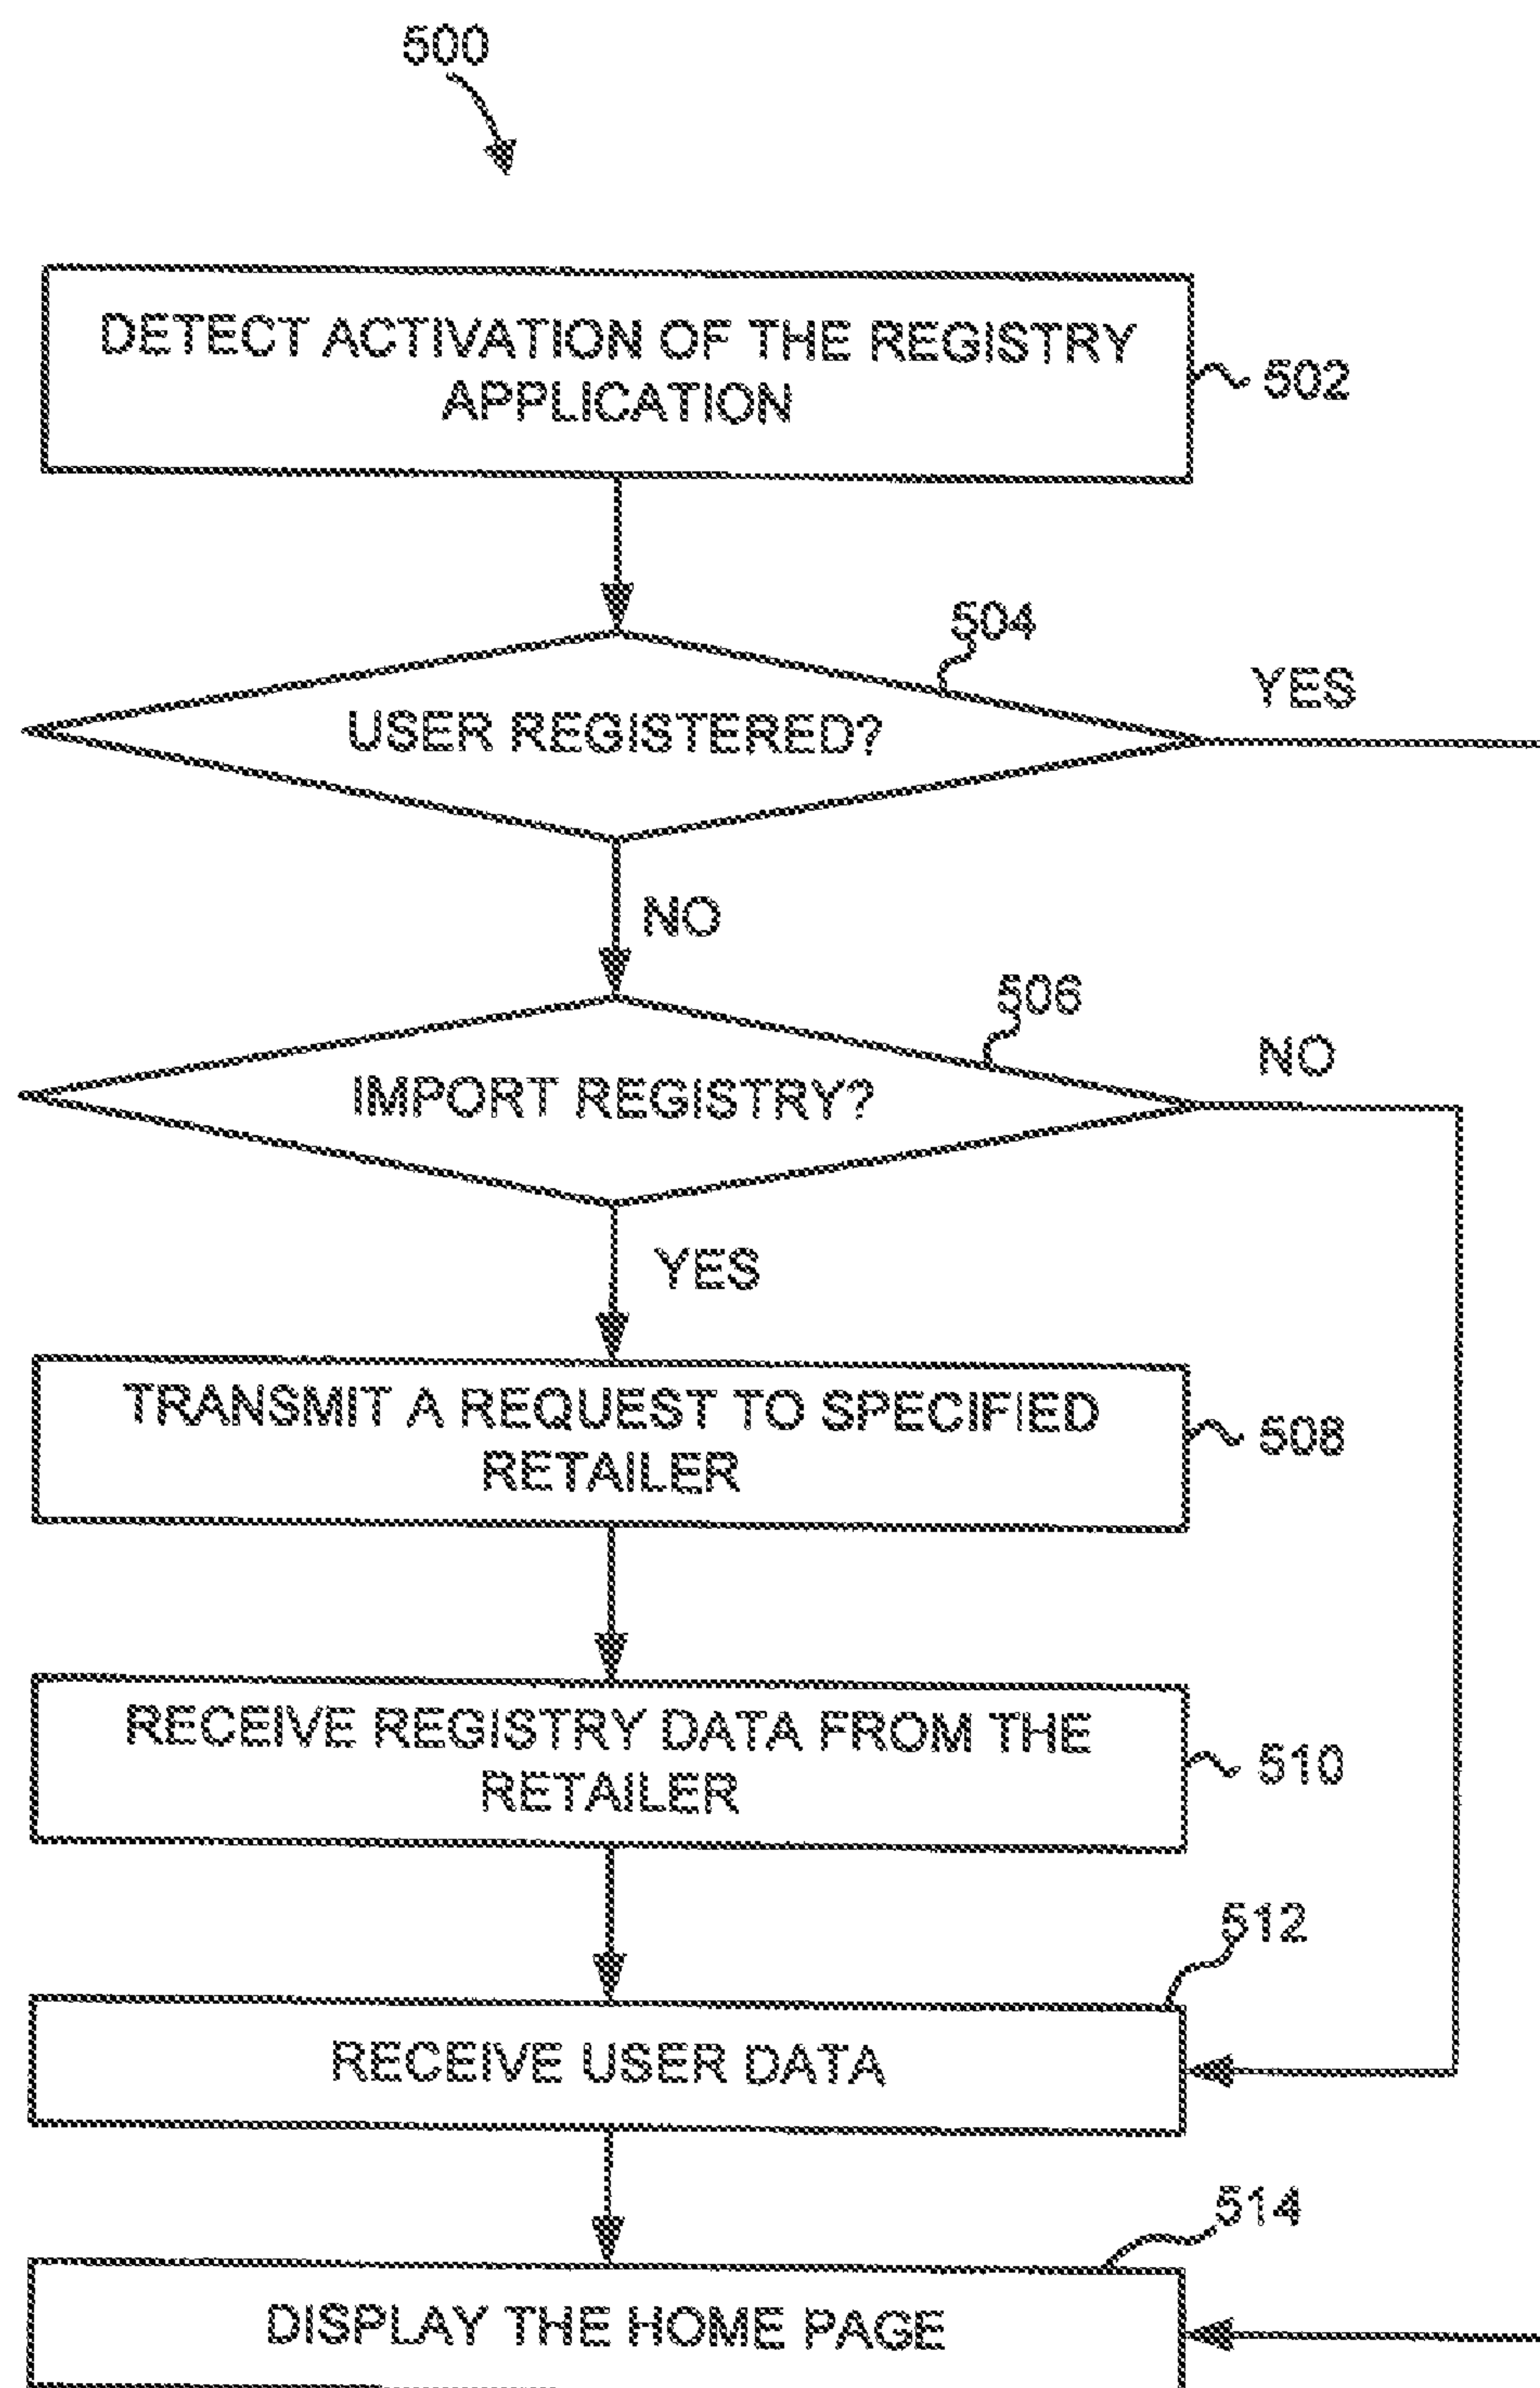 500
DETECT ACTIVATION OF THE REGISTRY
APPLICATION
502
504
USER REGISTERED?
YES
NO
506
IMPORT REGISTRY?
NO
YES
TRANSMIT A REQUEST TO SPECIFIED
RETAILER
508
RECEIVE REGISTRY DATA FROM THE
RETAILER
510
512
RECEIVE USER DATA
514
DISPLAY THE HOME PAGE